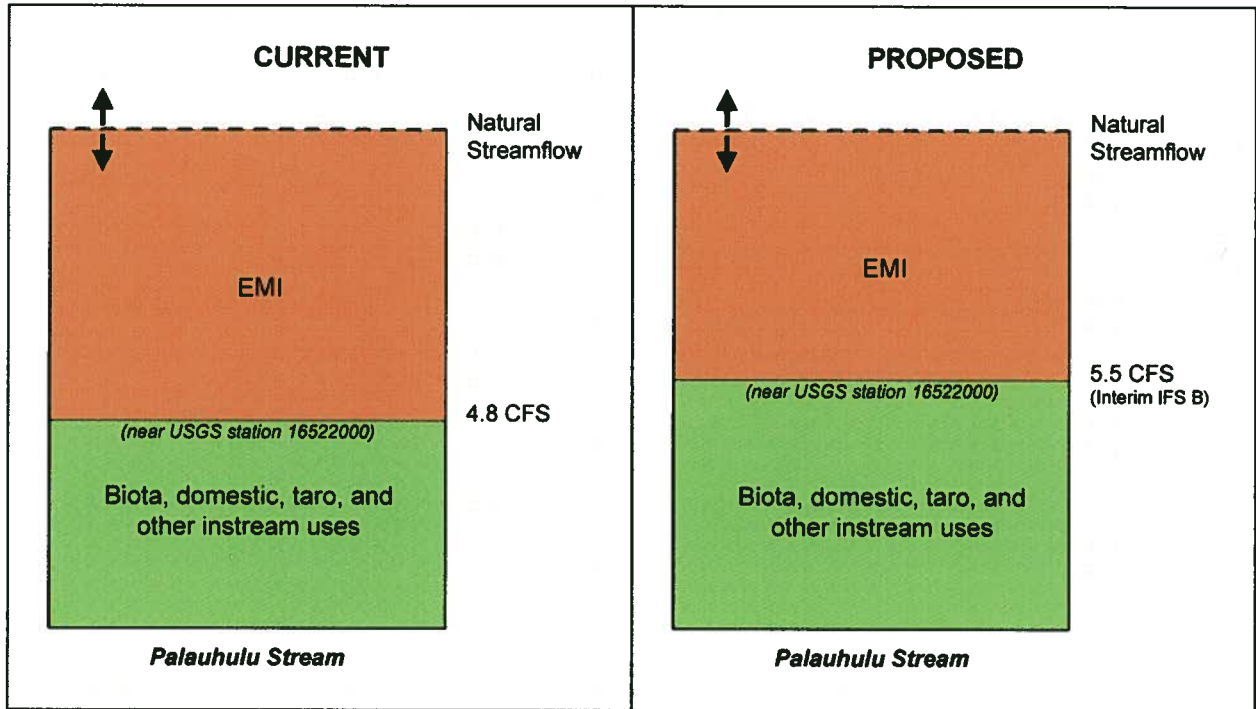 CURRENT
Natural
Streamflow
EMI
4.8 CFS
(near USGS station 16522000)
Biota, domestic, taro, and
other instream uses
Palauhulu Stream
PROPOSED
Natural
Streamflow
EMI
5.5 CFS
(Interim IFS B)
(near USGS station 16522000)
Biota, domestic, taro, and
other instream uses
Palauhulu Stream